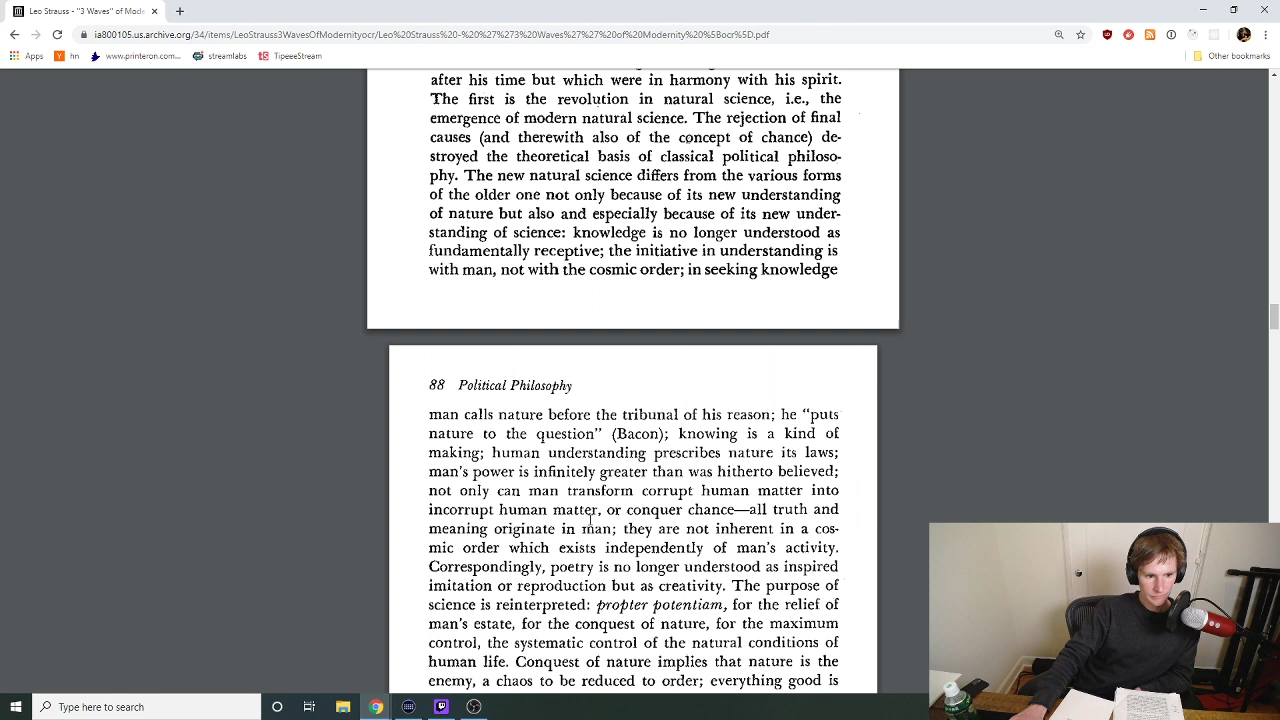 Leo Strauss - "3 Waves" of Mode
ia800105.us.archive.org/34/items/LeoStrauss3WavesOfModernityocr/Leo%20Strauss%20-%20%27%273%20Waves%27%27%20of%20Modernity%20%5Bocr%5D.pdf
Apps
hn
www.printeron.com...
streamlabs
TipeeeStream
Other bookmarks
after his time but which were in harmony with his spirit.
The first is the revolution in natural science, i.e., the
emergence of modern natural science. The rejection of final
causes (and therewith also of the concept of chance) de-
stroyed the theoretical basis of classical political philoso-
phy. The new natural science differs from the various forms
of the older one not only because of its new understanding
of nature but also and especially because of its new under-
standing of science: knowledge is no longer understood as
fundamentally receptive; the initiative in understanding is
with man, not with the cosmic order; in seeking knowledge
88 Political Philosophy
man calls nature before the tribunal of his reason; he “puts
nature to the question” (Bacon); knowing is a kind of
making; human understanding prescribes nature its laws;
man's power is infinitely greater than was hitherto believed;
not only can man transform corrupt human matter into
incorrupt human matter, or conquer chance—all truth and
meaning originate in man; they are not inherent in a cos-
mic order which exists independently of man's activity.
Correspondingly, poetry is no longer understood as inspired
imitation or reproduction but as creativity. The purpose of
science is reinterpreted: propter potentiam, for the relief of
man's estate, for the conquest of nature, for the maximum
control, the systematic control of the natural conditions of
human life. Conquest of nature implies that nature is the
enemy, a chaos to be reduced to order; everything good is
Type here to search